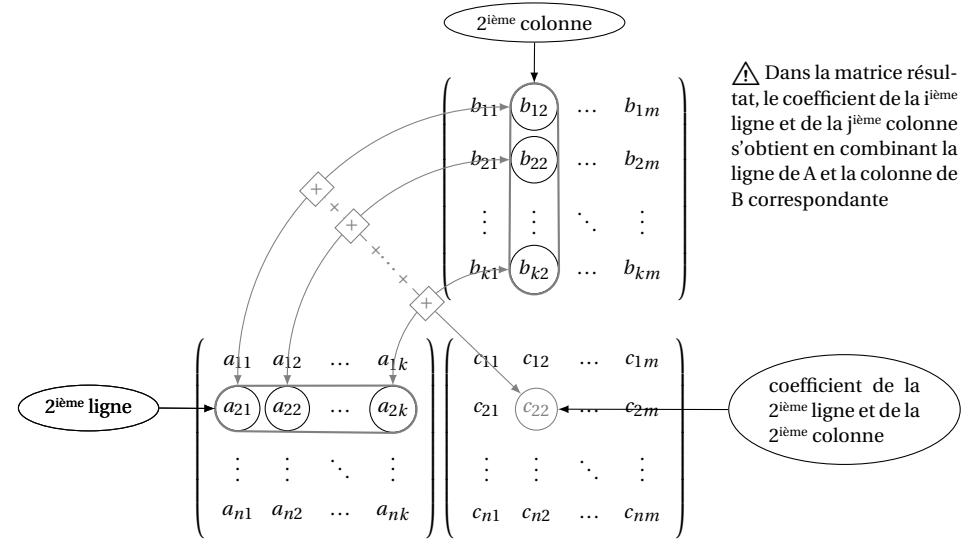 2ième colonne
⚠ Dans la matrice résul-
tat, le coefficient de la iième
ligne et de la jième colonne
s'obtient en combinant la
ligne de A et la colonne de
B correspondante
b11 b12 … b1m
b21 b22 … b2m
⋮ ⋮ ⋱ ⋮
bk1 bk2 … bkm
+
×
+
×
⋱
×
+
a11 a12 … a1k
a21 a22 … a2k
⋮ ⋮ ⋱ ⋮
an1 an2 … ank
c11 c12 … c1m
c21 c22 … c2m
⋮ ⋮ ⋱ ⋮
cn1 cn2 … cnm
2ième ligne
coefficient de la
2ième ligne et de la
2ième colonne